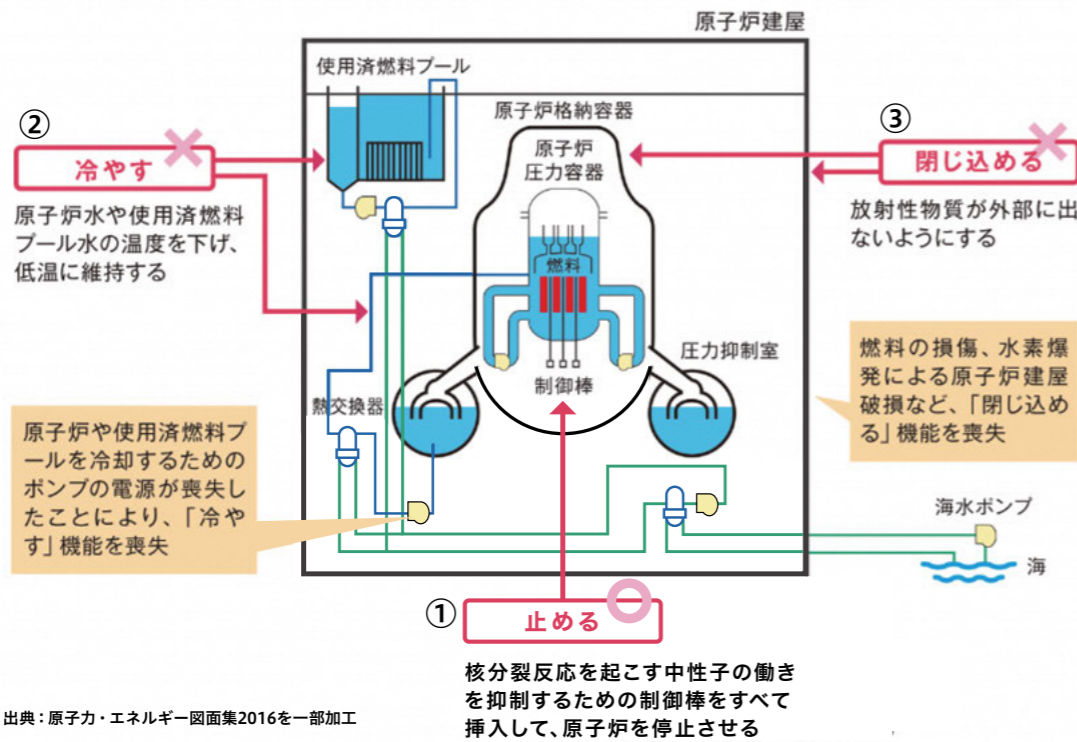 原子炉建屋
使用済燃料プール
原子炉格納容器
原子炉
圧力容器
燃料
制御棒
圧力抑制室
熱交換器
海水ポンプ
海
②
冷やす
原子炉水や使用済燃料
プール水の温度を下げ、
低温に維持する
原子炉や使用済燃料プ
ールを冷却するための
ポンプの電源が喪失し
たことにより、「冷や
す」機能を喪失
③
閉じ込める
放射性物質が外部に出
ないようにする
燃料の損傷、水素爆
発による原子炉建屋
破損など、「閉じ込め
る」機能を喪失
①
止める
核分裂反応を起こす中性子の働き
を抑制するための制御棒をすべて
挿入して、原子炉を停止させる
出典：原子力・エネルギー図面集2016を一部加工